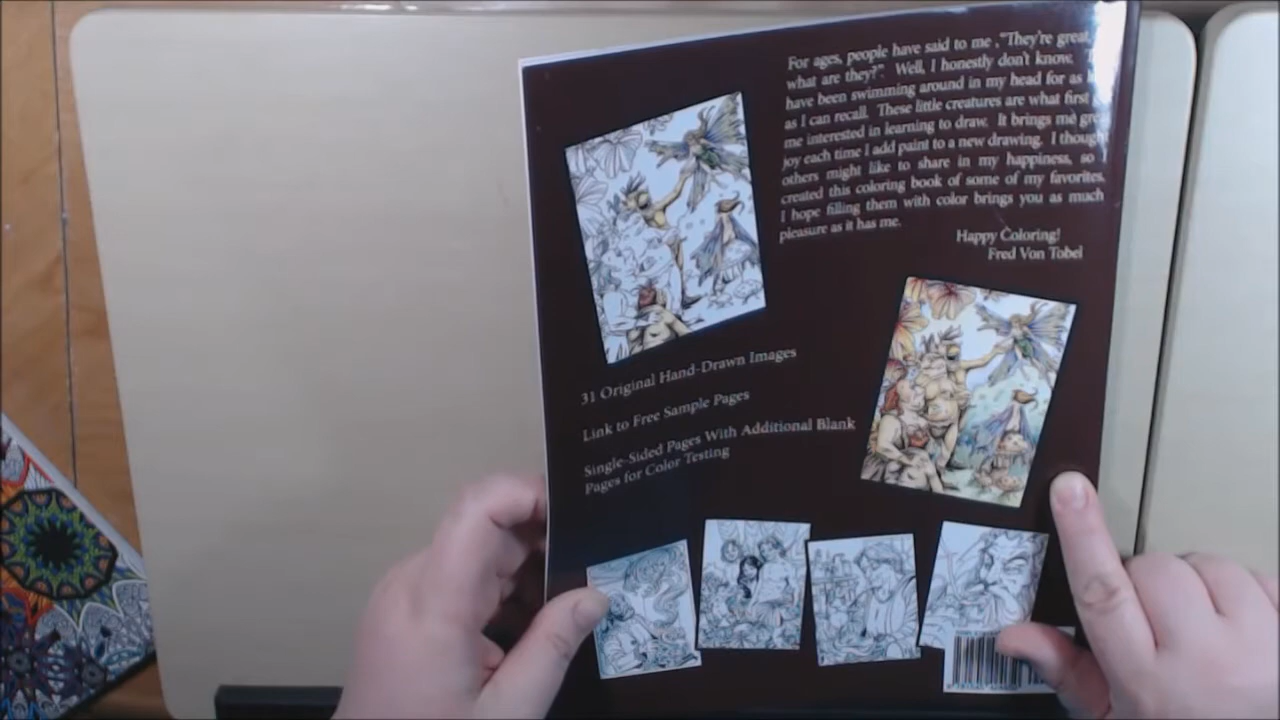 For ages, people have said to me ,"They're great,
what are they?". Well, I honestly don't know.
have been swimming around in my head for as
as I can recall. These little creatures are what first
me interested in learning to draw. It brings me
joy each time I add paint to a new drawing. I
others might like to share in my happiness, so
created this coloring book of some of my favorites.
I hope filling them with color brings you as much
pleasure as it has me.
Happy Coloring!
Fred Von Tobel
31 Original Hand-Drawn Images
Link to Free Sample Pages
Single-Sided Pages With Additional Blank
Pages for Color Testing